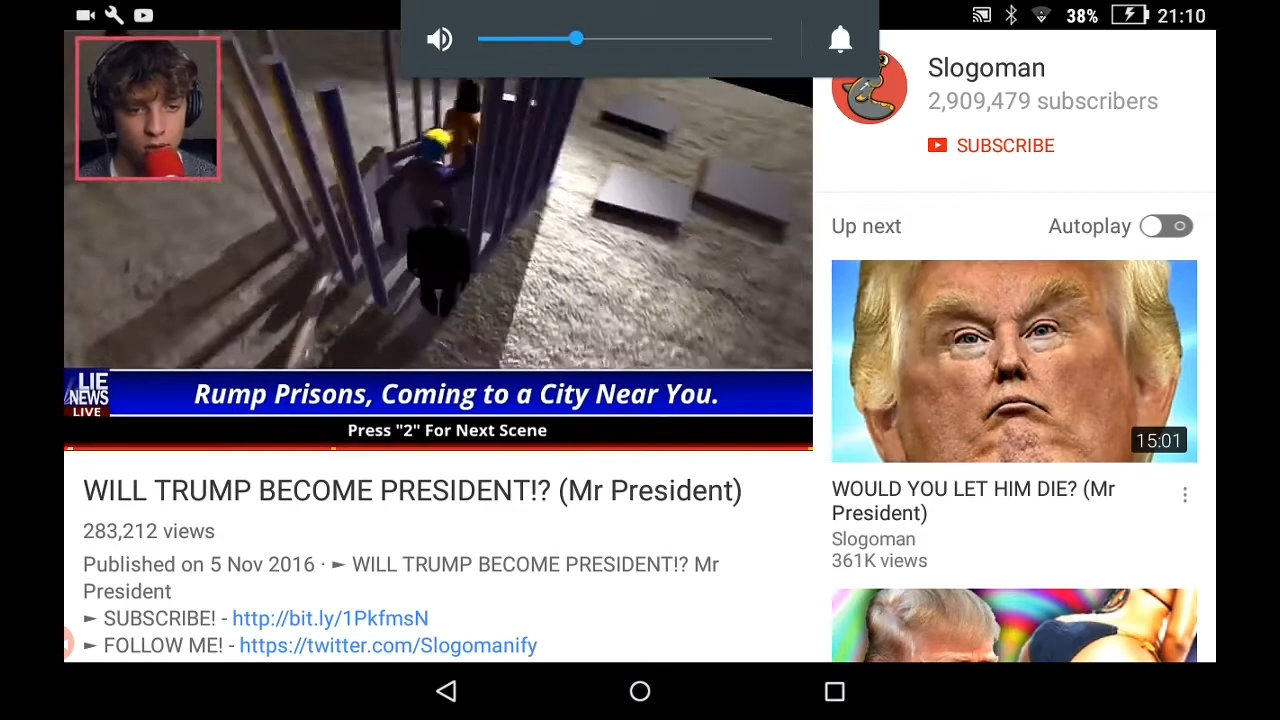 38% 21:10
LIE
NEWS
LIVE
Rump Prisons, Coming to a City Near You.
Press "2" For Next Scene
WILL TRUMP BECOME PRESIDENT!? (Mr President)
283,212 views
Published on 5 Nov 2016 · ► WILL TRUMP BECOME PRESIDENT!? Mr
President
► SUBSCRIBE! - http://bit.ly/1PkfmsN
► FOLLOW ME! - https://twitter.com/Slogomanify
Slogoman
2,909,479 subscribers
SUBSCRIBE
Up next Autoplay
15:01
WOULD YOU LET HIM DIE? (Mr
President)
Slogoman
361K views